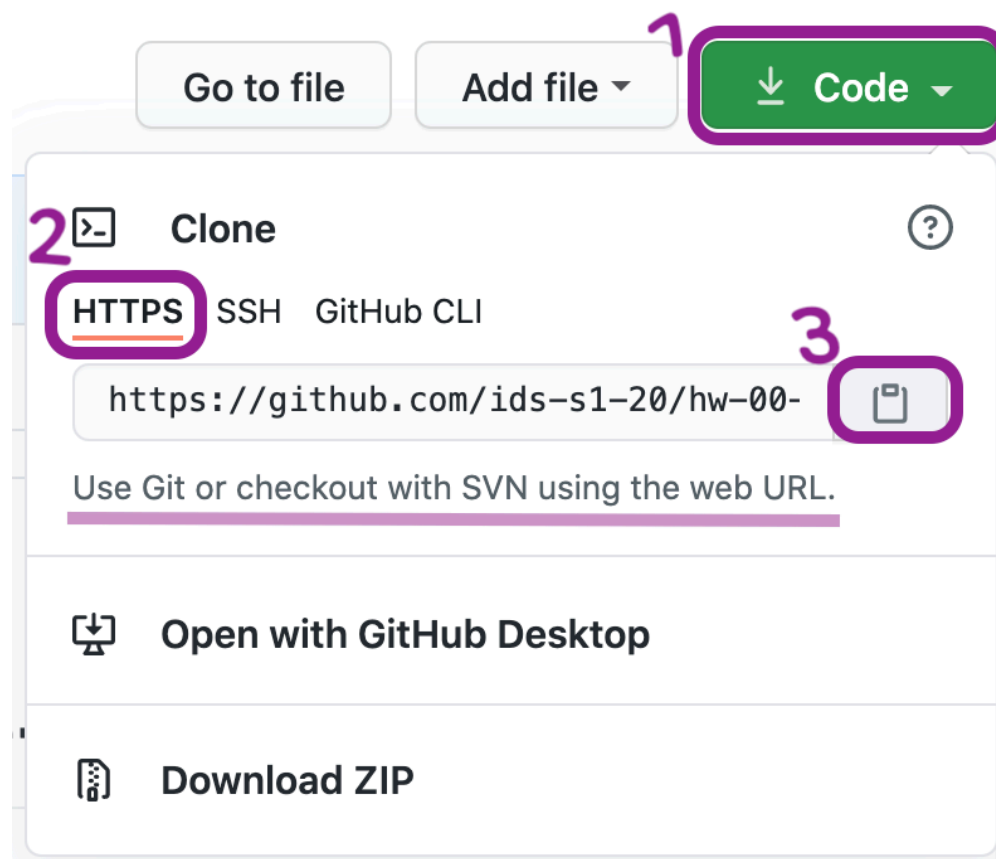 1
Go to file
Add file
Code
2
Clone
HTTPS SSH GitHub CLI
3
https://github.com/ids-s1-20/hw-00-
Use Git or checkout with SVN using the web URL.
Open with GitHub Desktop
Download ZIP